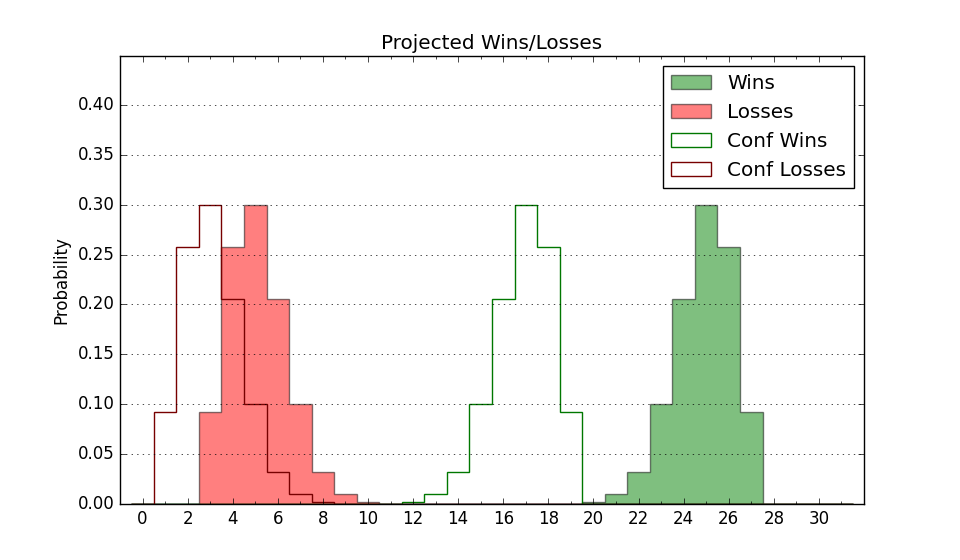 Projected Wins/Losses
Wins
Losses
Conf Wins
Conf Losses
Probability
0.40
0.35
0.30
0.25
0.20
0.15
0.10
0.05
0.00
0 2 4 6 8 10 12 14 16 18 20 22 24 26 28 30